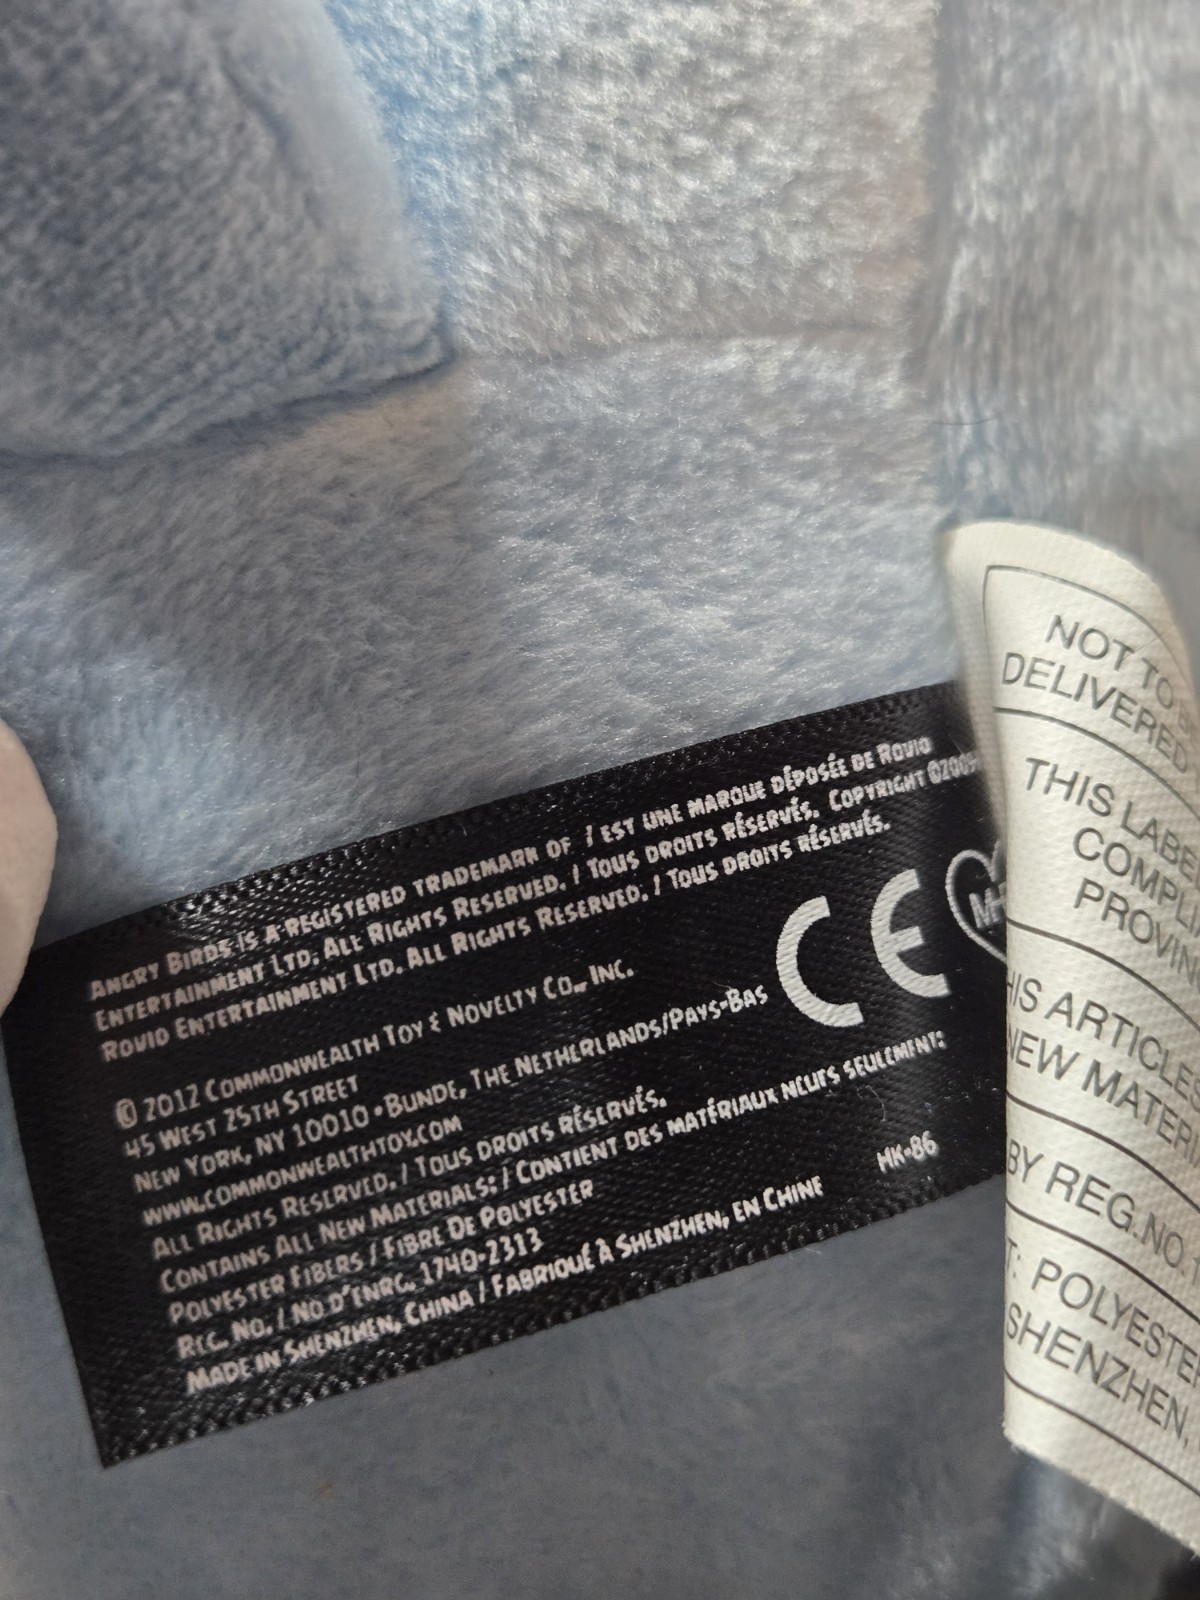 ANGRY BIRDS IS A REGISTERED TRADEMARK OF / EST UNE MARQUE DÉPOSÉE DE ROVIO
ENTERTAINMENT LTD. ALL RIGHTS RESERVED. / TOUS DROITS RÉSERVÉS. COPYRIGHT ©2009-
ROVIO ENTERTAINMENT LTD. ALL RIGHTS RESERVED. / TOUS DROITS RÉSERVÉS.
© 2012 COMMONWEALTH TOY & NOVELTY CO., INC.
45 WEST 25TH STREET
NEW YORK, NY 10010 • BUNDE, THE NETHERLANDS/PAYS-BAS
WWW.COMMONWEALTHTOY.COM
ALL RIGHTS RESERVED. / TOUS DROITS RÉSERVÉS.
CONTAINS ALL NEW MATERIALS: / CONTIENT DES MATÉRIAUX NEUFS SEULEMENT:
POLYESTER FIBERS / FIBRE DE POLYESTER
REG. NO. / NO D'ENRG. 1740-2313
MADE IN SHENZHEN, CHINA / FABRIQUÉ À SHENZHEN, EN CHINE
HK-86
CE
NOT TO
DELIVERED
THIS LABE
COMPLI
PROVIN
HIS ARTICLE
NEW MATERI
BY REG.NO.
T: POLYESTE
SHENZHEN,